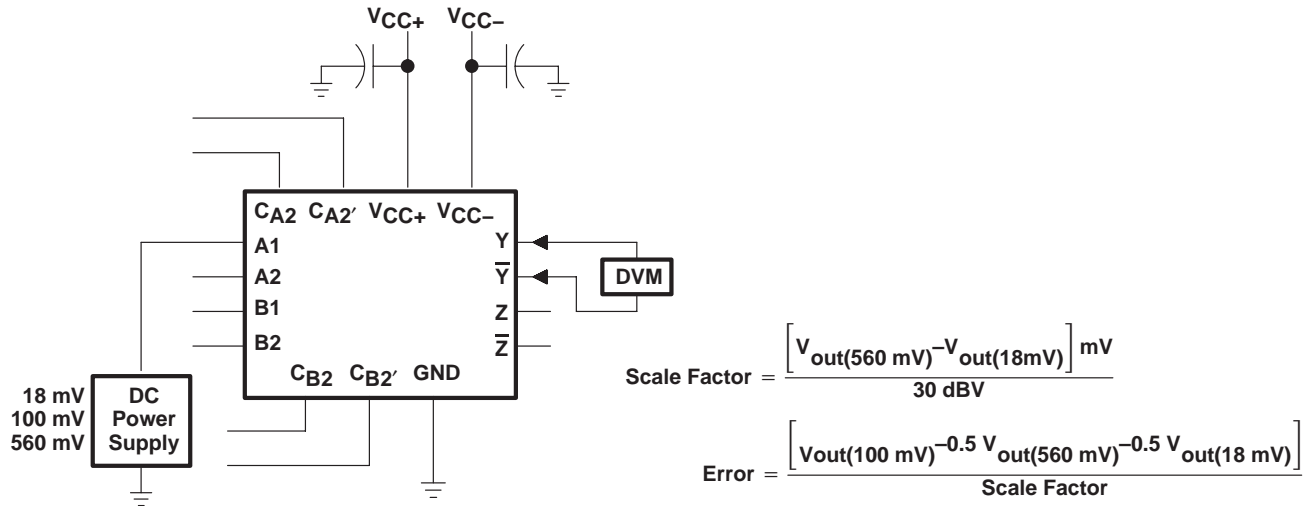 VCC+ VCC–
CA2 CA2′ VCC+ VCC–
A1 Y
A2 Y̅ DVM
B1 Z
B2 Z̅
CB2 CB2′ GND
18 mV
100 mV
560 mV
DC
Power
Supply
Scale Factor = [Vout(560 mV)–Vout(18mV)] mV
30 dBV
Error = [Vout(100 mV)–0.5 Vout(560 mV)–0.5 Vout(18 mV)]
Scale Factor